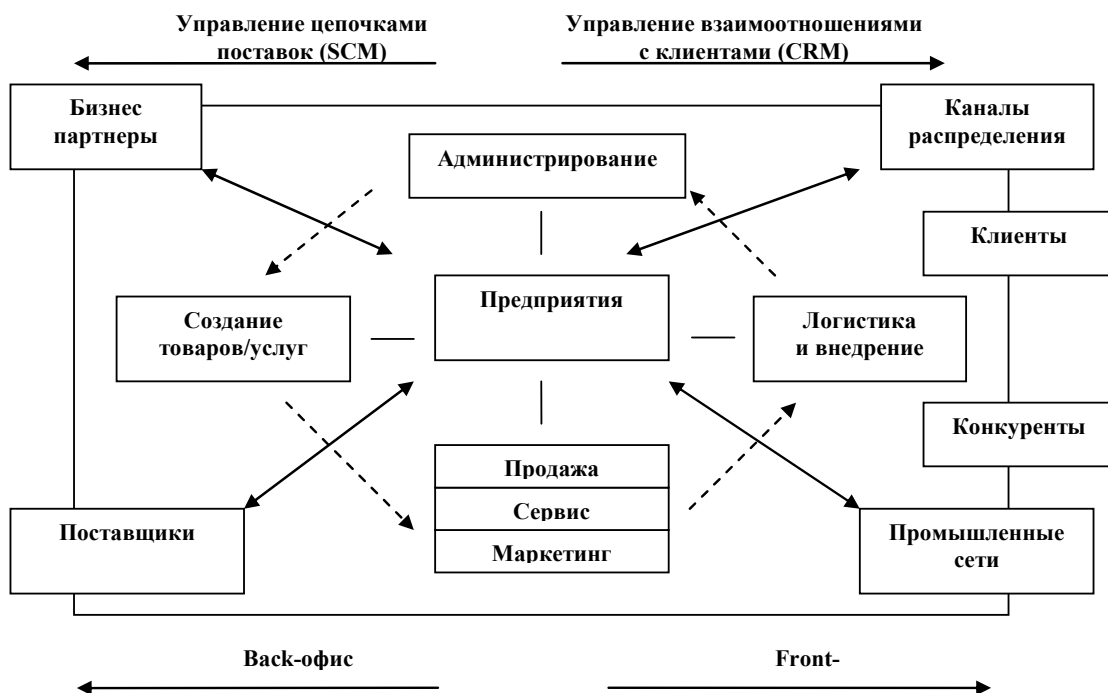 Управление цепочками
поставок (SCM)
Управление взаимоотношениями
с клиентами (CRM)
Бизнес
партнеры
Каналы
распределения
Администрирование
Клиенты
Предприятия
Создание
товаров/услуг
Логистика
и внедрение
Конкуренты
Продажа
Сервис
Маркетинг
Поставщики
Промышленные
сети
Back-офис
Front-